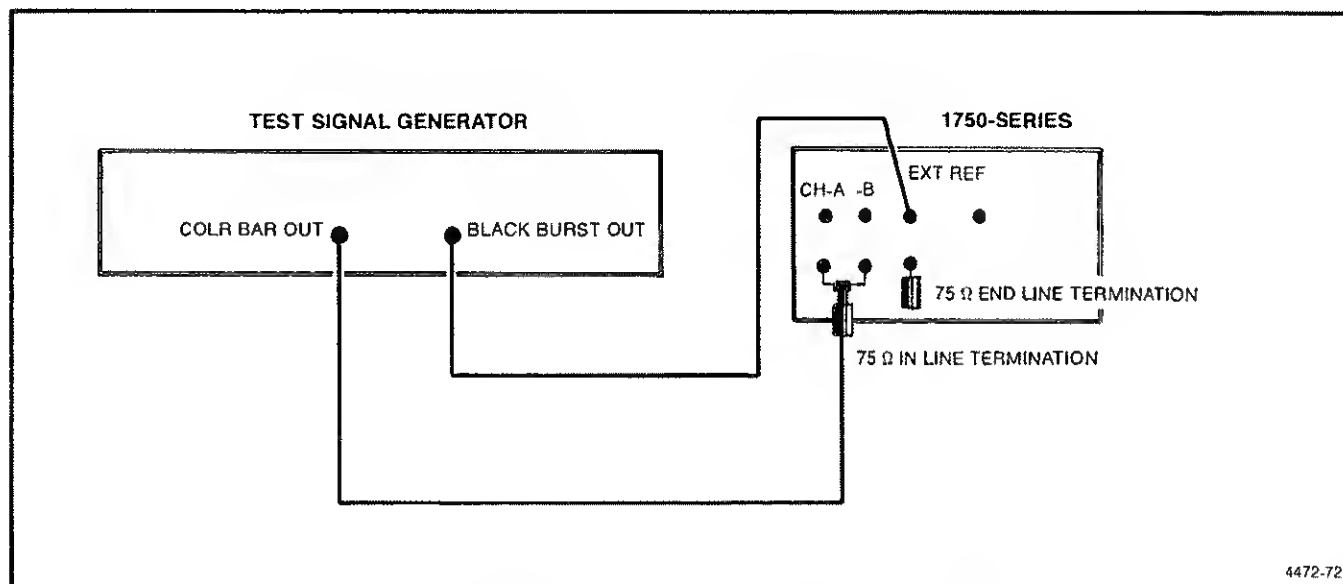 TEST SIGNAL GENERATOR
1750-SERIES
EXT REF
CH-A -B
COLR BAR OUT
BLACK BURST OUT
75 Ω END LINE TERMINATION
75 Ω IN LINE TERMINATION
4472-72